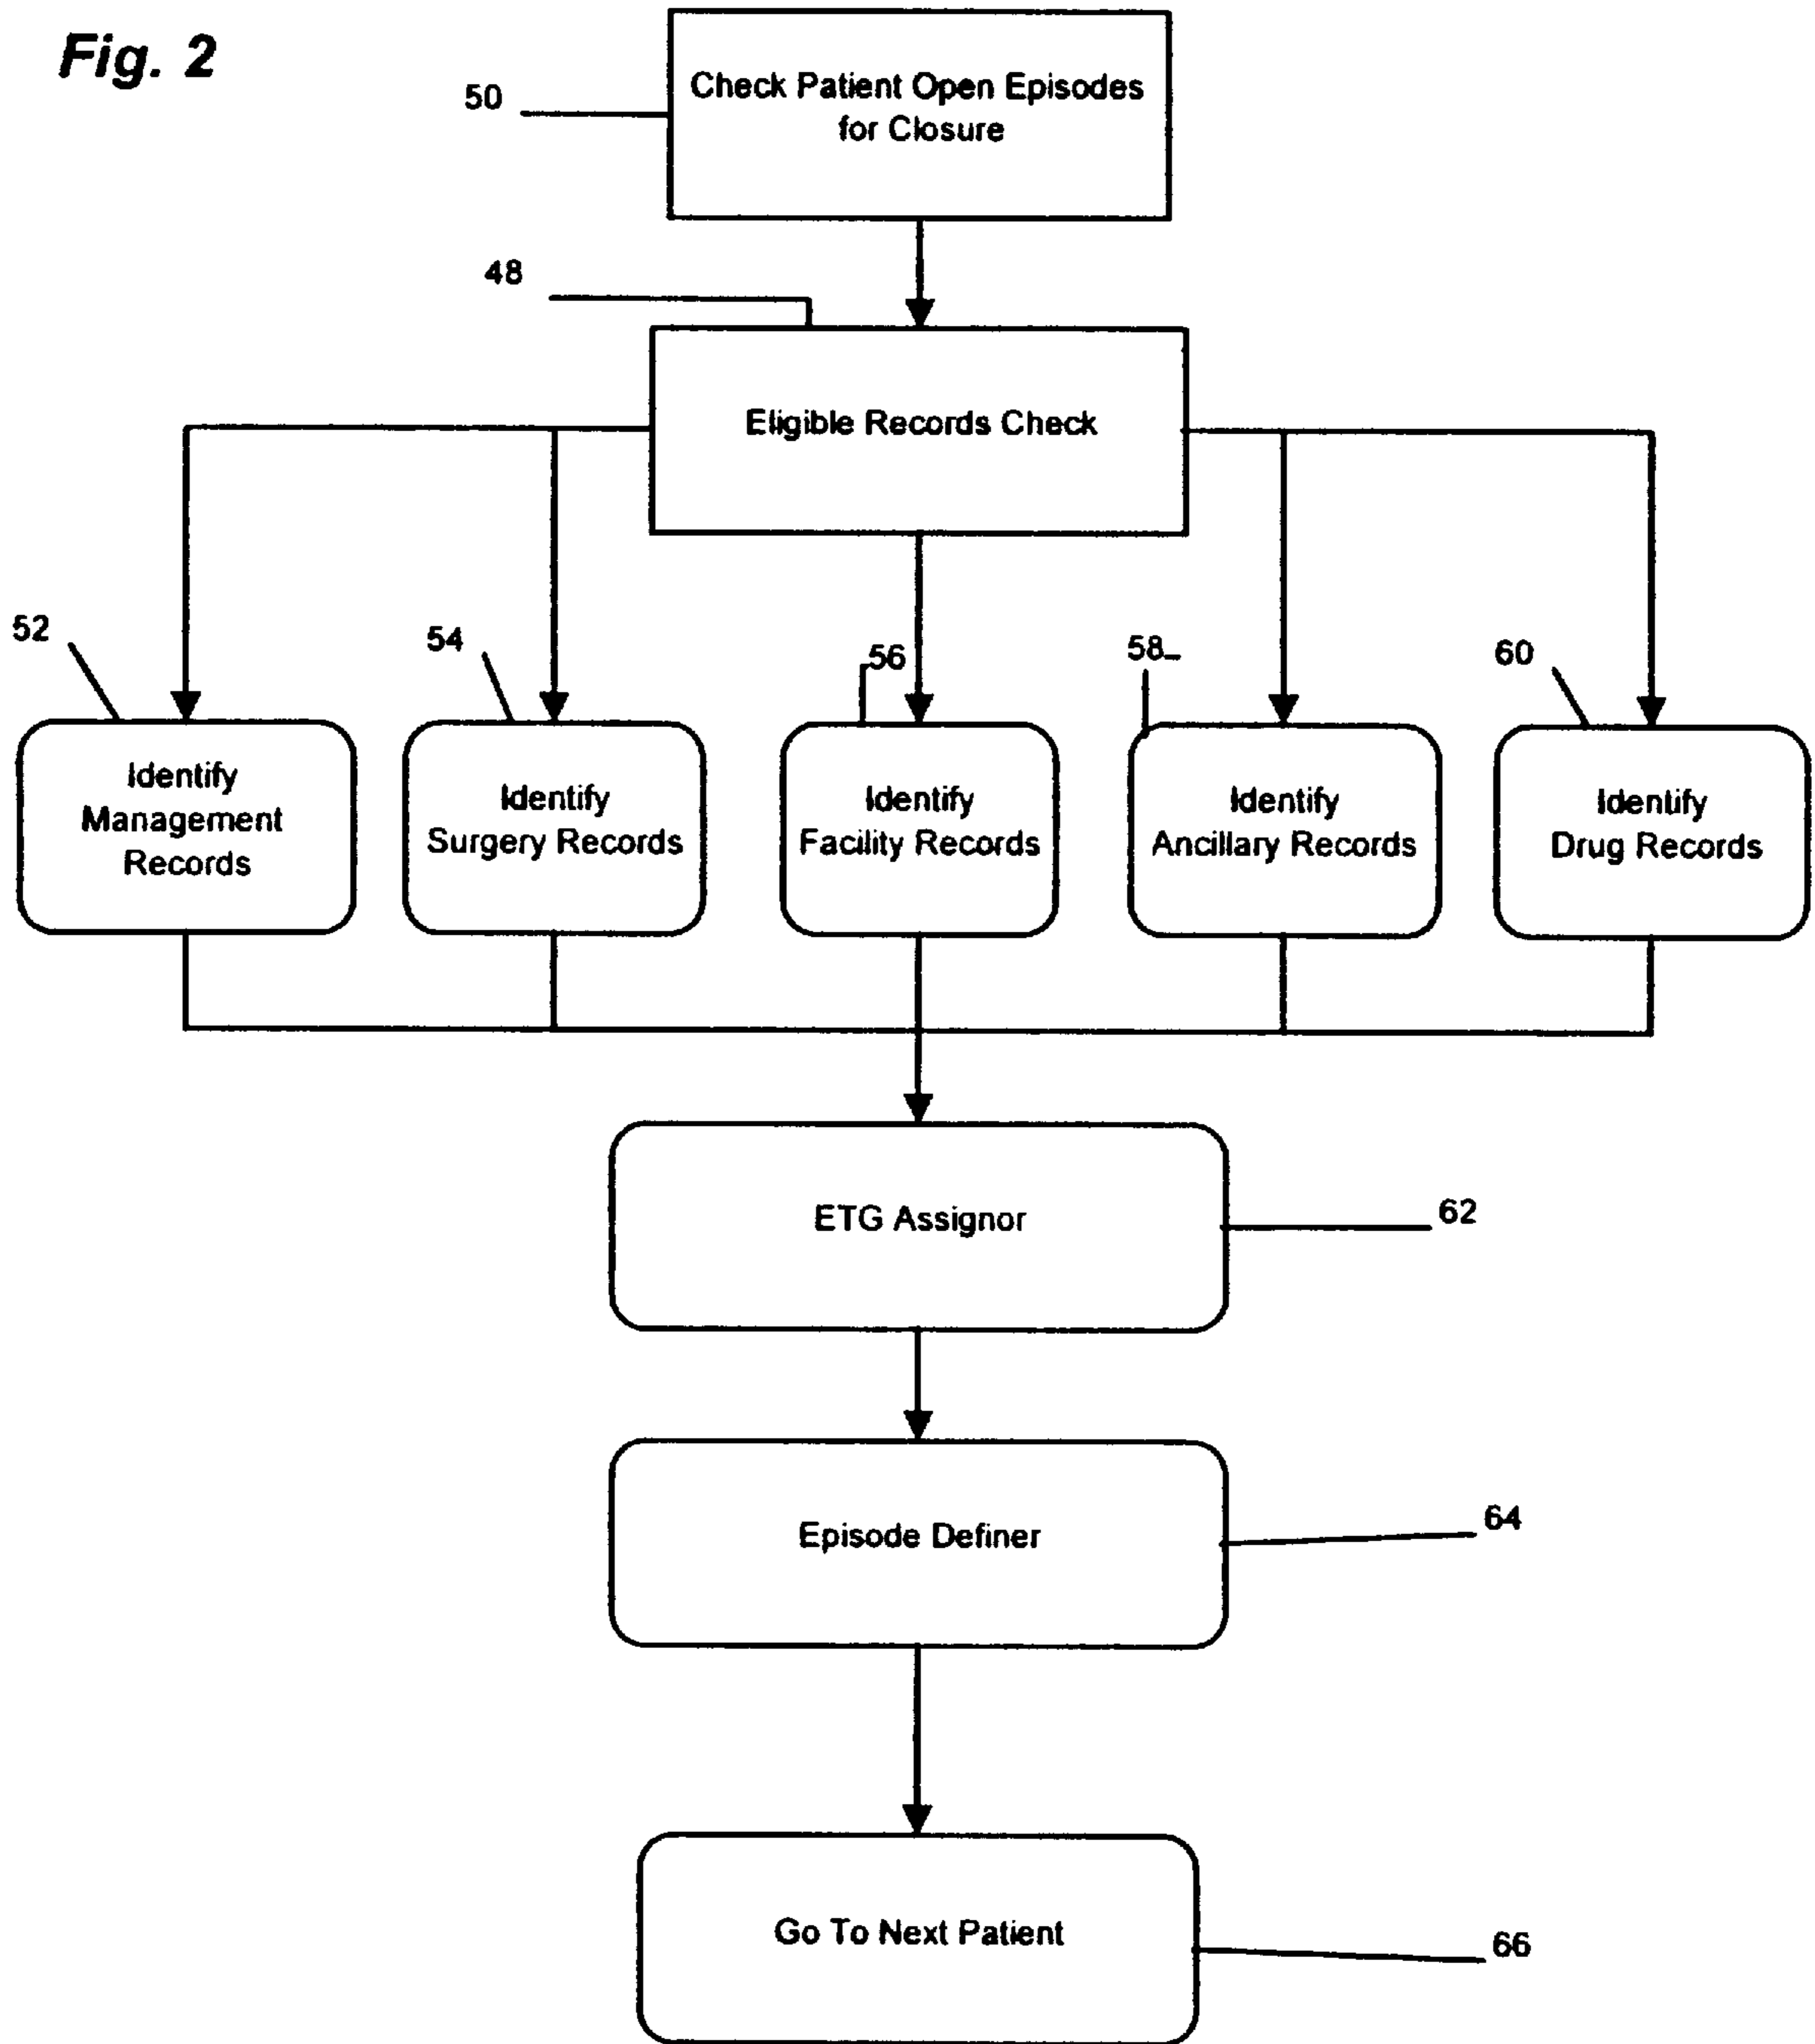 Fig. 2
50
Check Patient Open Episodes
for Closure
48
Eligible Records Check
52
54
56
58
60
Identify
Management
Records
Identify
Surgery Records
Identify
Facility Records
Identify
Ancillary Records
Identify
Drug Records
ETG Assignor
62
Episode Definer
64
Go To Next Patient
66